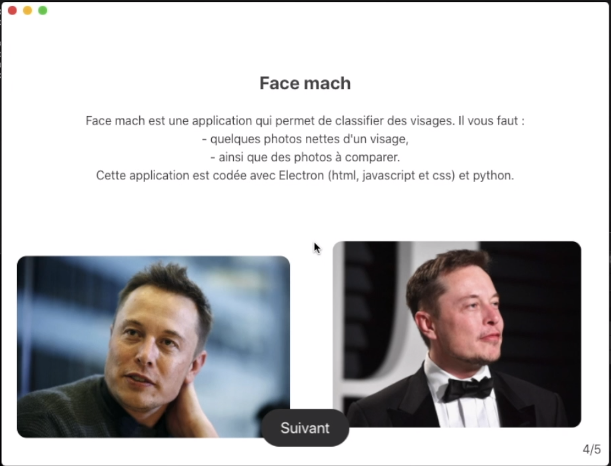 Face mach
Face mach est une application qui permet de classifier des visages. Il vous faut :
- quelques photos nettes d'un visage,
- ainsi que des photos à comparer.
Cette application est codée avec Electron (html, javascript et css) et python.
Suivant
4/5